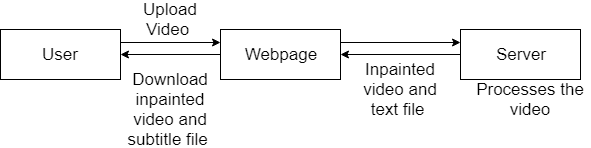 Upload
Video
User
Webpage
Server
Download
inpainted
video and
subtitle file
Inpainted
video and
text file
Processes the
video